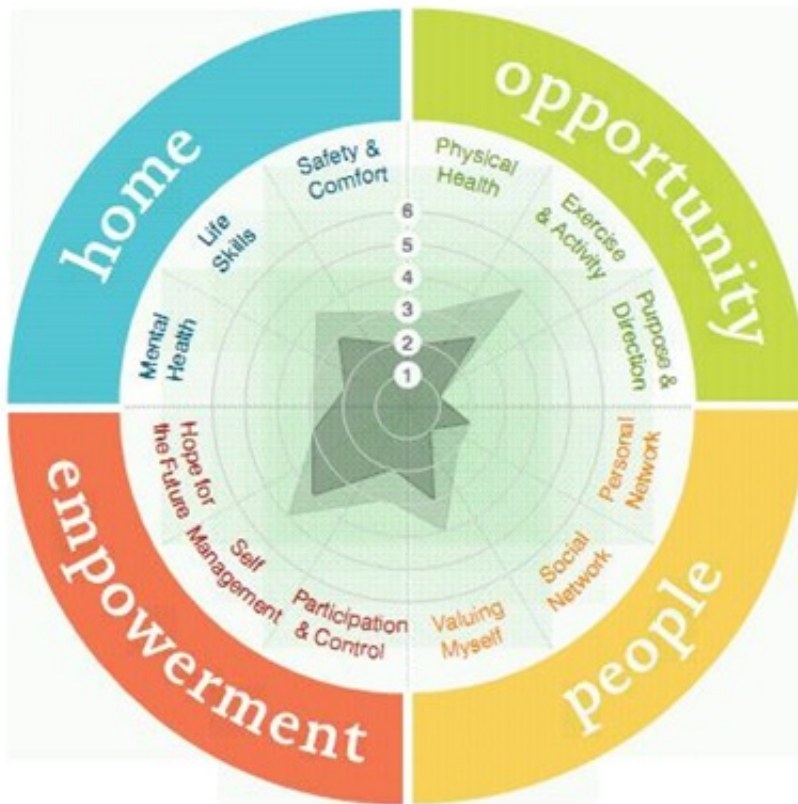 home
opportunity
Safety &
Comfort
Physical
Health
Life
Skills
Exercise
& Activity
Mental
Health
Purpose &
Direction
6
5
4
3
2
1
Hope for
the Future
Personal
Network
Self
Management
Social
Network
Participation
& Control
Valuing
Myself
empowerment
people